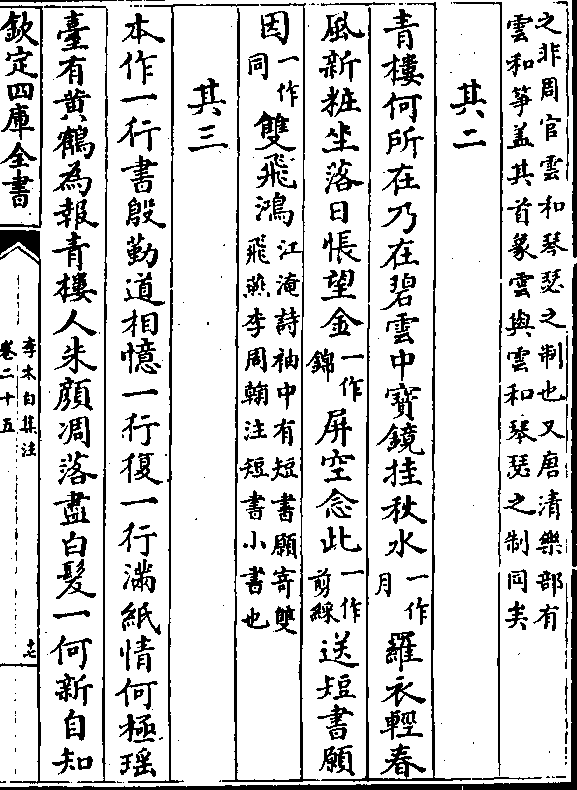 之非周官雲和琴瑟之制也又唐清樂部有
雲和箏盖其首象雲與雲和琴瑟之制同矣
其二
青樓何所在乃在碧雲中寳鏡挂秋水一作月羅衣輕春
風新粧坐落日悵望金一作錦屏空念此一作剪綵送短書願
因一作同雙飛鴻江淹詩袖中有短書願寄雙飛燕李周翰注短書小書也
其三
本作一行書殷勤道相憶一行復一行滿紙情何極瑶
臺有黄鶴為報青樓人朱顔凋落盡白髮一何新自知
欽定四庫全書
李太白集注
卷二十五
十七